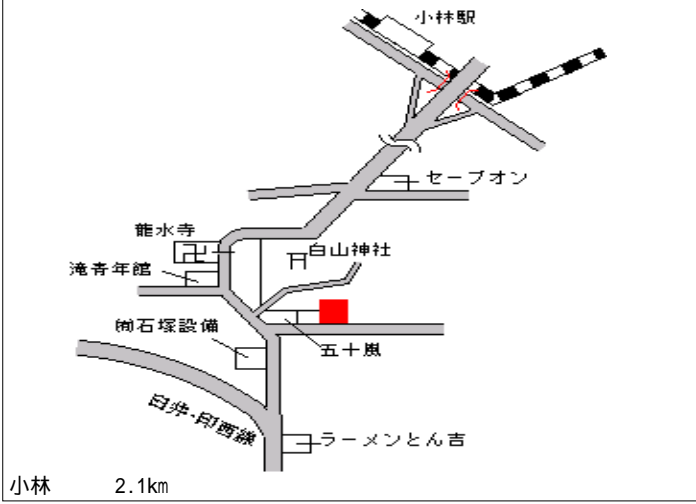 小林駅
セーブオン
龍水寺
白山神社
滝青年館
㈲石塚設備
五十嵐
白井・印西線
ラーメンとん吉
小林 2.1km